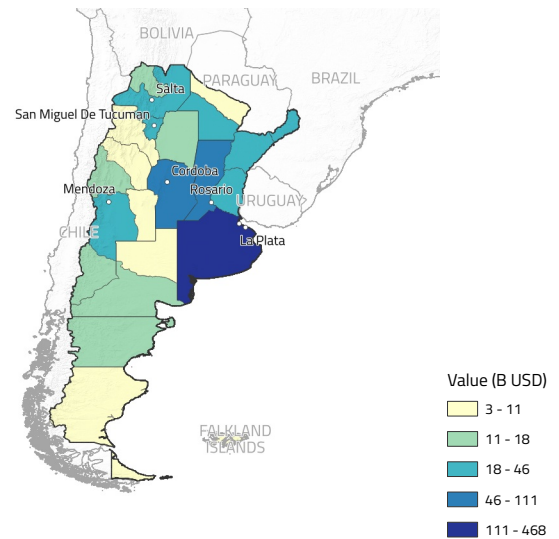 BOLIVIA
PARAGUAY
BRAZIL
Salta
San Miguel De Tucuman
Cordoba
Mendoza
Rosario
URUGUAY
CHILE
La Plata
Value (B USD)
3 - 11
11 - 18
18 - 46
46 - 111
111 - 468
FALKLAND
ISLANDS